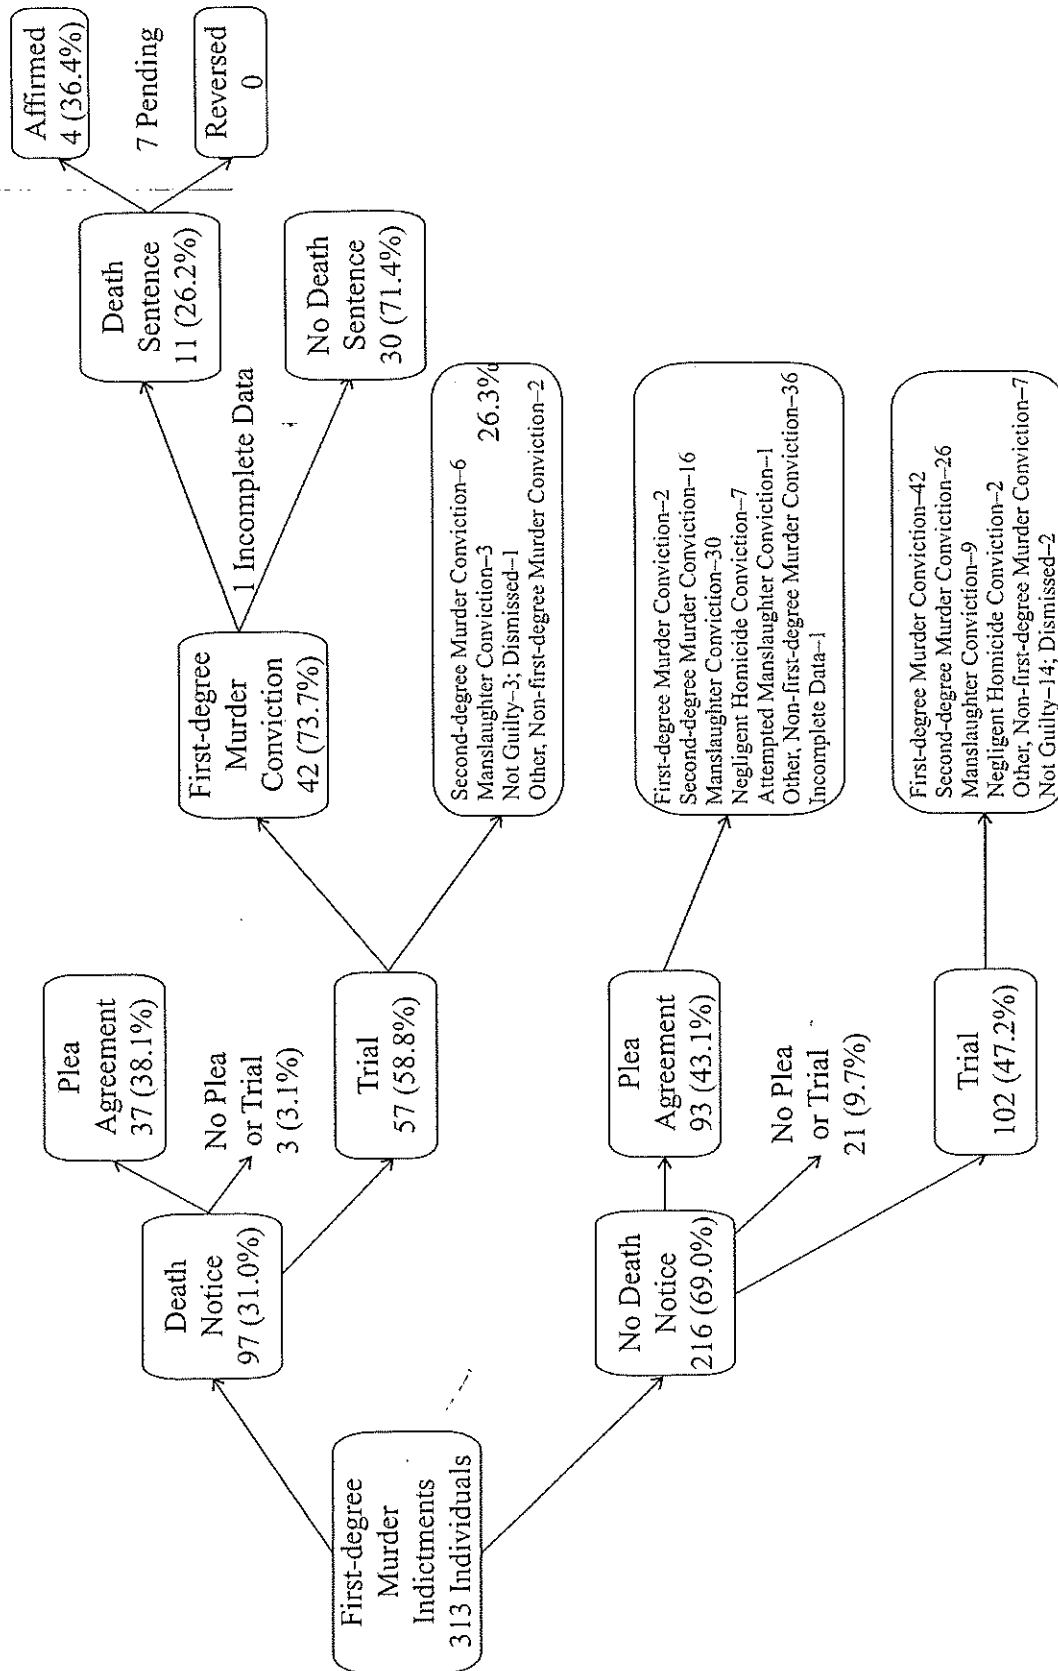 First-degree
Murder
Indictments
313 Individuals
Death
Notice
97 (31.0%)
No Death
Notice
216 (69.0%)
Plea
Agreement
37 (38.1%)
No Plea
or Trial
3 (3.1%)
Trial
57 (58.8%)
Plea
Agreement
93 (43.1%)
No Plea
or Trial
21 (9.7%)
Trial
102 (47.2%)
First-degree
Murder
Conviction
42 (73.7%)
1 Incomplete Data
Second-degree Murder Conviction–6
Manslaughter Conviction–3
Not Guilty–3; Dismissed–1
Other, Non-first-degree Murder Conviction–2
26.3%
First-degree Murder Conviction–2
Second-degree Murder Conviction–16
Manslaughter Conviction–30
Negligent Homicide Conviction–7
Attempted Manslaughter Conviction–1
Other, Non-first-degree Murder Conviction–36
Incomplete Data–1
First-degree Murder Conviction–42
Second-degree Murder Conviction–26
Manslaughter Conviction–9
Negligent Homicide Conviction–2
Other, Non-first-degree Murder Conviction–7
Not Guilty–14; Dismissed–2
Death
Sentence
11 (26.2%)
No Death
Sentence
30 (71.4%)
Affirmed
4 (36.4%)
7 Pending
Reversed
0